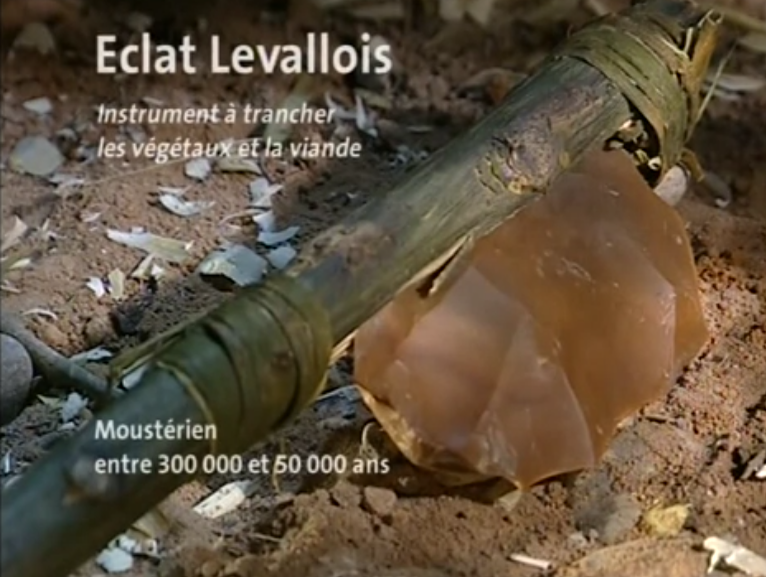 Eclat Levallois
Instrument à trancher
les végétaux et la viande
Moustérien
entre 300 000 et 50 000 ans